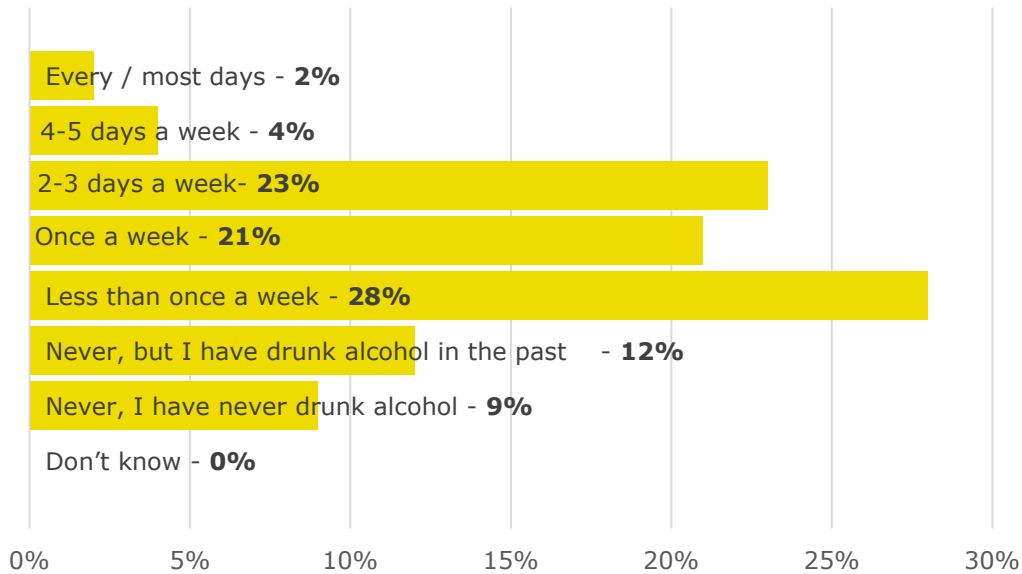 Every / most days - 2%
4-5 days a week - 4%
2-3 days a week- 23%
Once a week - 21%
Less than once a week - 28%
Never, but I have drunk alcohol in the past - 12%
Never, I have never drunk alcohol - 9%
Don’t know - 0%
0% 5% 10% 15% 20% 25% 30%